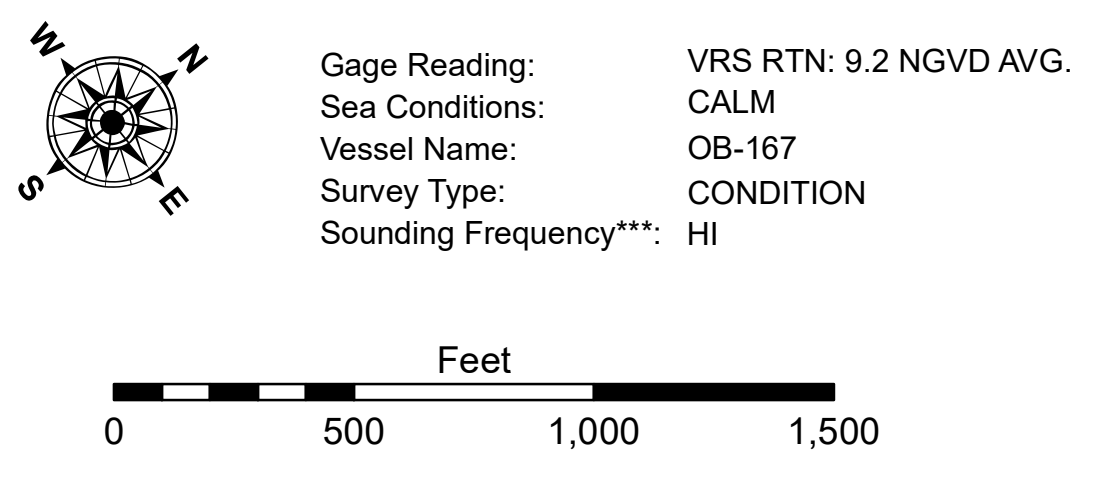 W
N
S
E
Gage Reading: VRS RTN: 9.2 NGVD AVG.
Sea Conditions: CALM
Vessel Name: OB-167
Survey Type: CONDITION
Sounding Frequency***: HI
Feet
0 500 1,000 1,500